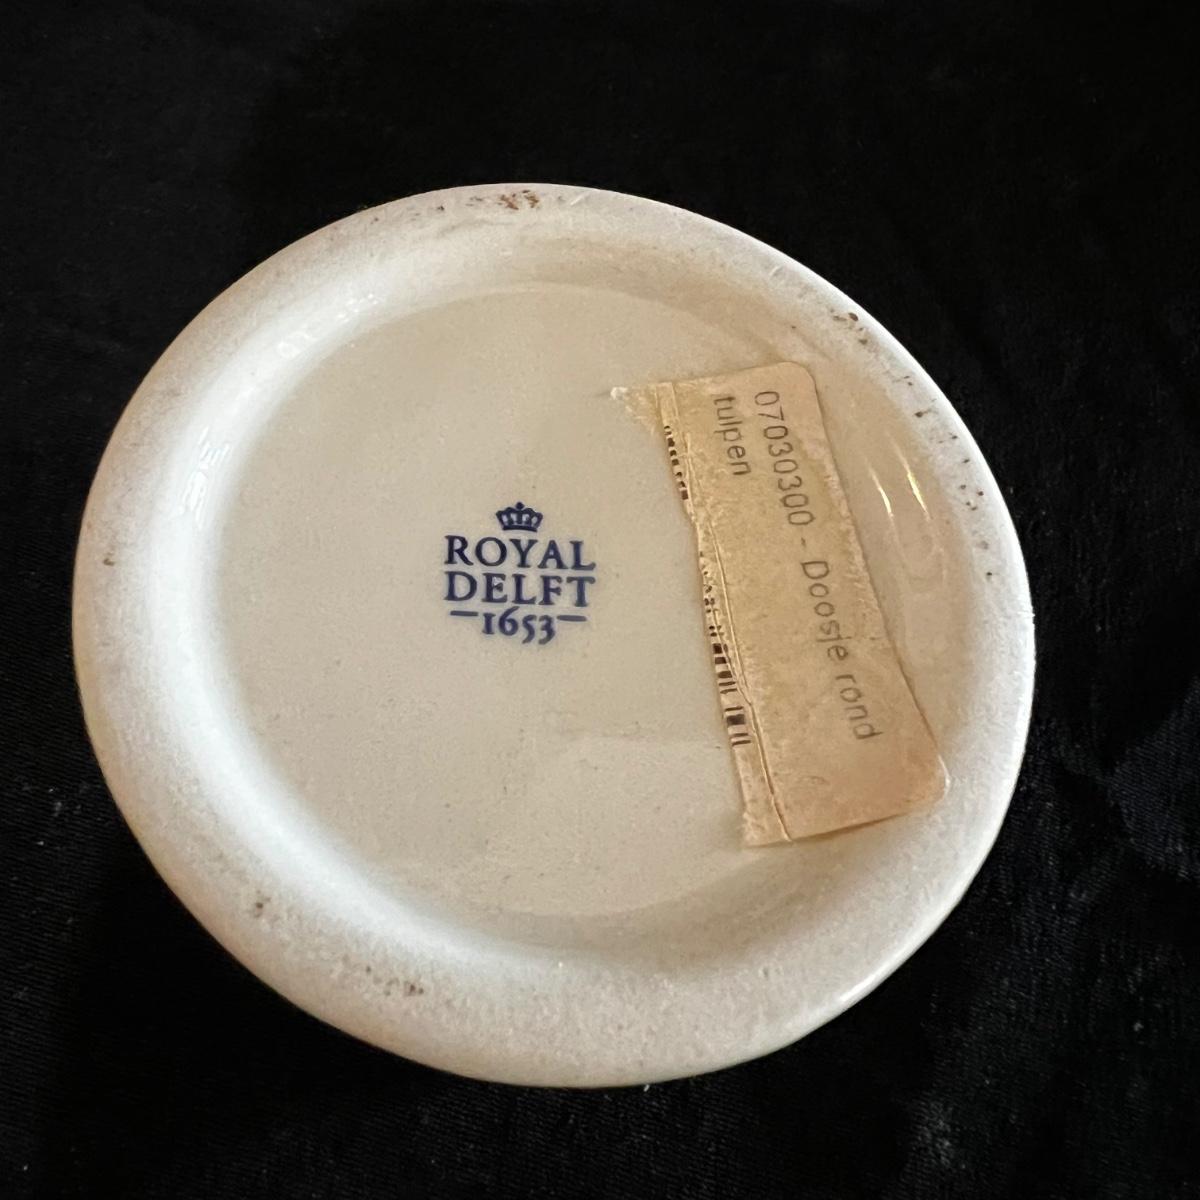 ROYAL
DELFT
–1653–
07030300 - Doosje rond
tulpen